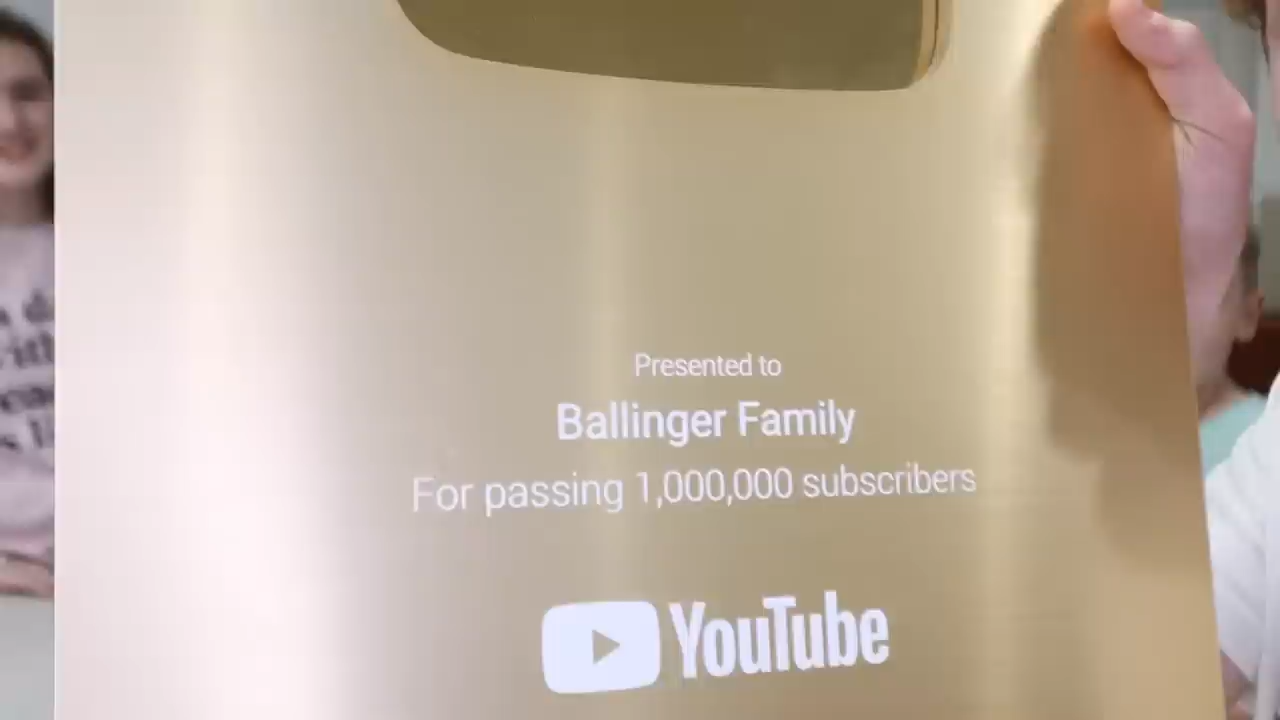 Presented to
Ballinger Family
For passing 1,000,000 subscribers
YouTube